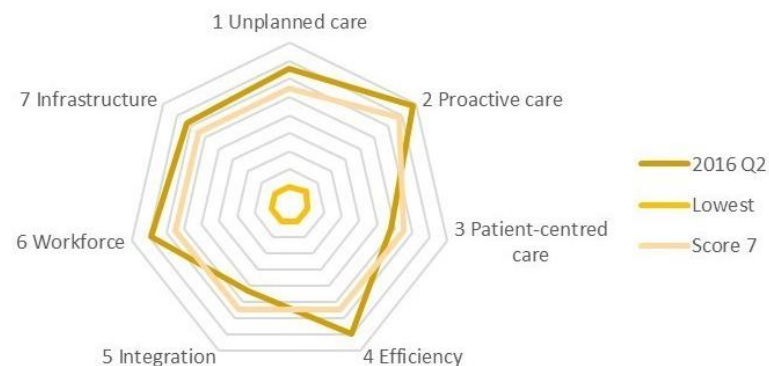 1 Unplanned care
2 Proactive care
3 Patient-centred
care
4 Efficiency
5 Integration
6 Workforce
7 Infrastructure
2016 Q2
Lowest
Score 7